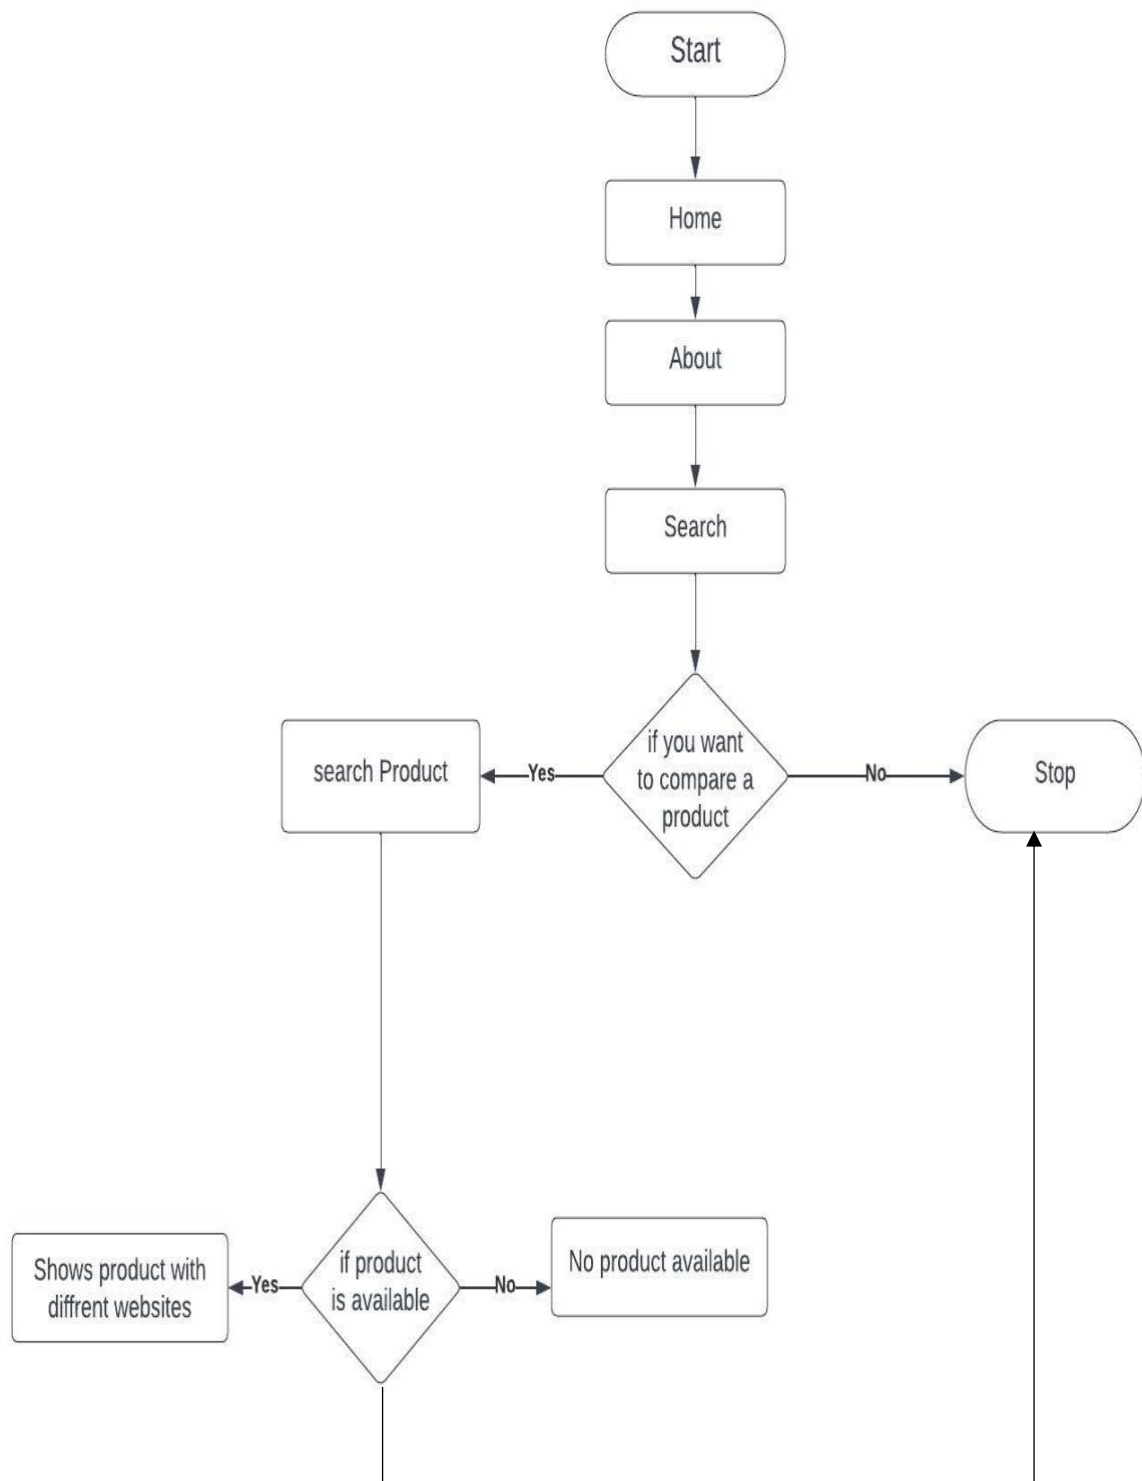 Start
Home
About
Search
if you want
to compare a
product
Yes
No
search Product
Stop
if product
is available
Yes
No
Shows product with
diffrent websites
No product available